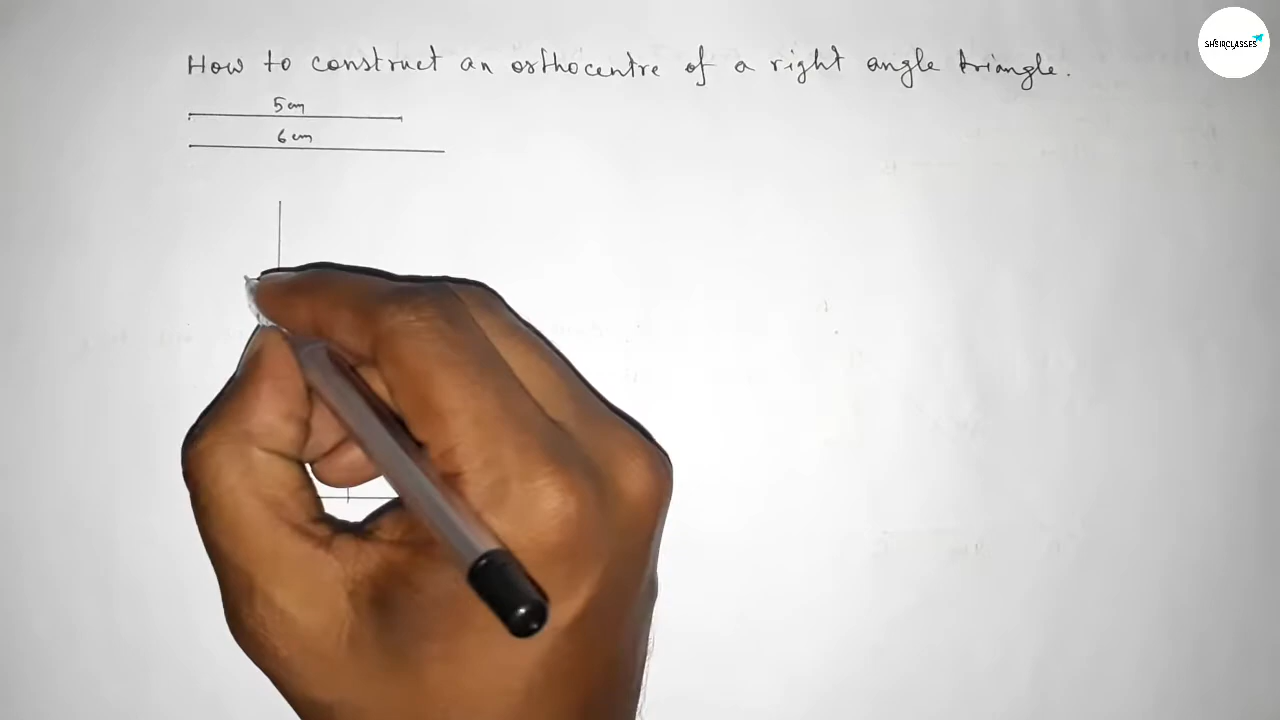 SHSIRCLASSES
How to construct an orthocentre of a right angle triangle.
5cm
6cm